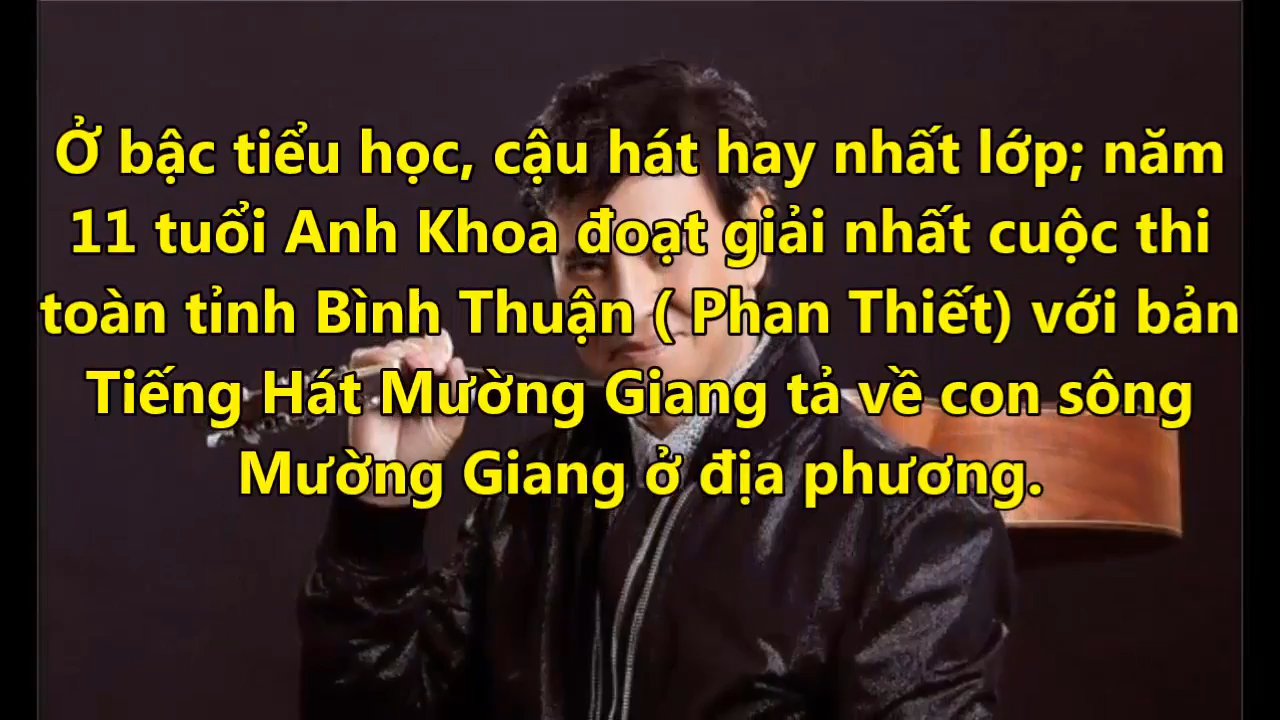 Ở bậc tiểu học, cậu hát hay nhất lớp; năm
11 tuổi Anh Khoa đoạt giải nhất cuộc thi
toàn tỉnh Bình Thuận ( Phan Thiết) với bản
Tiếng Hát Mường Giang tả về con sông
Mường Giang ở địa phương.